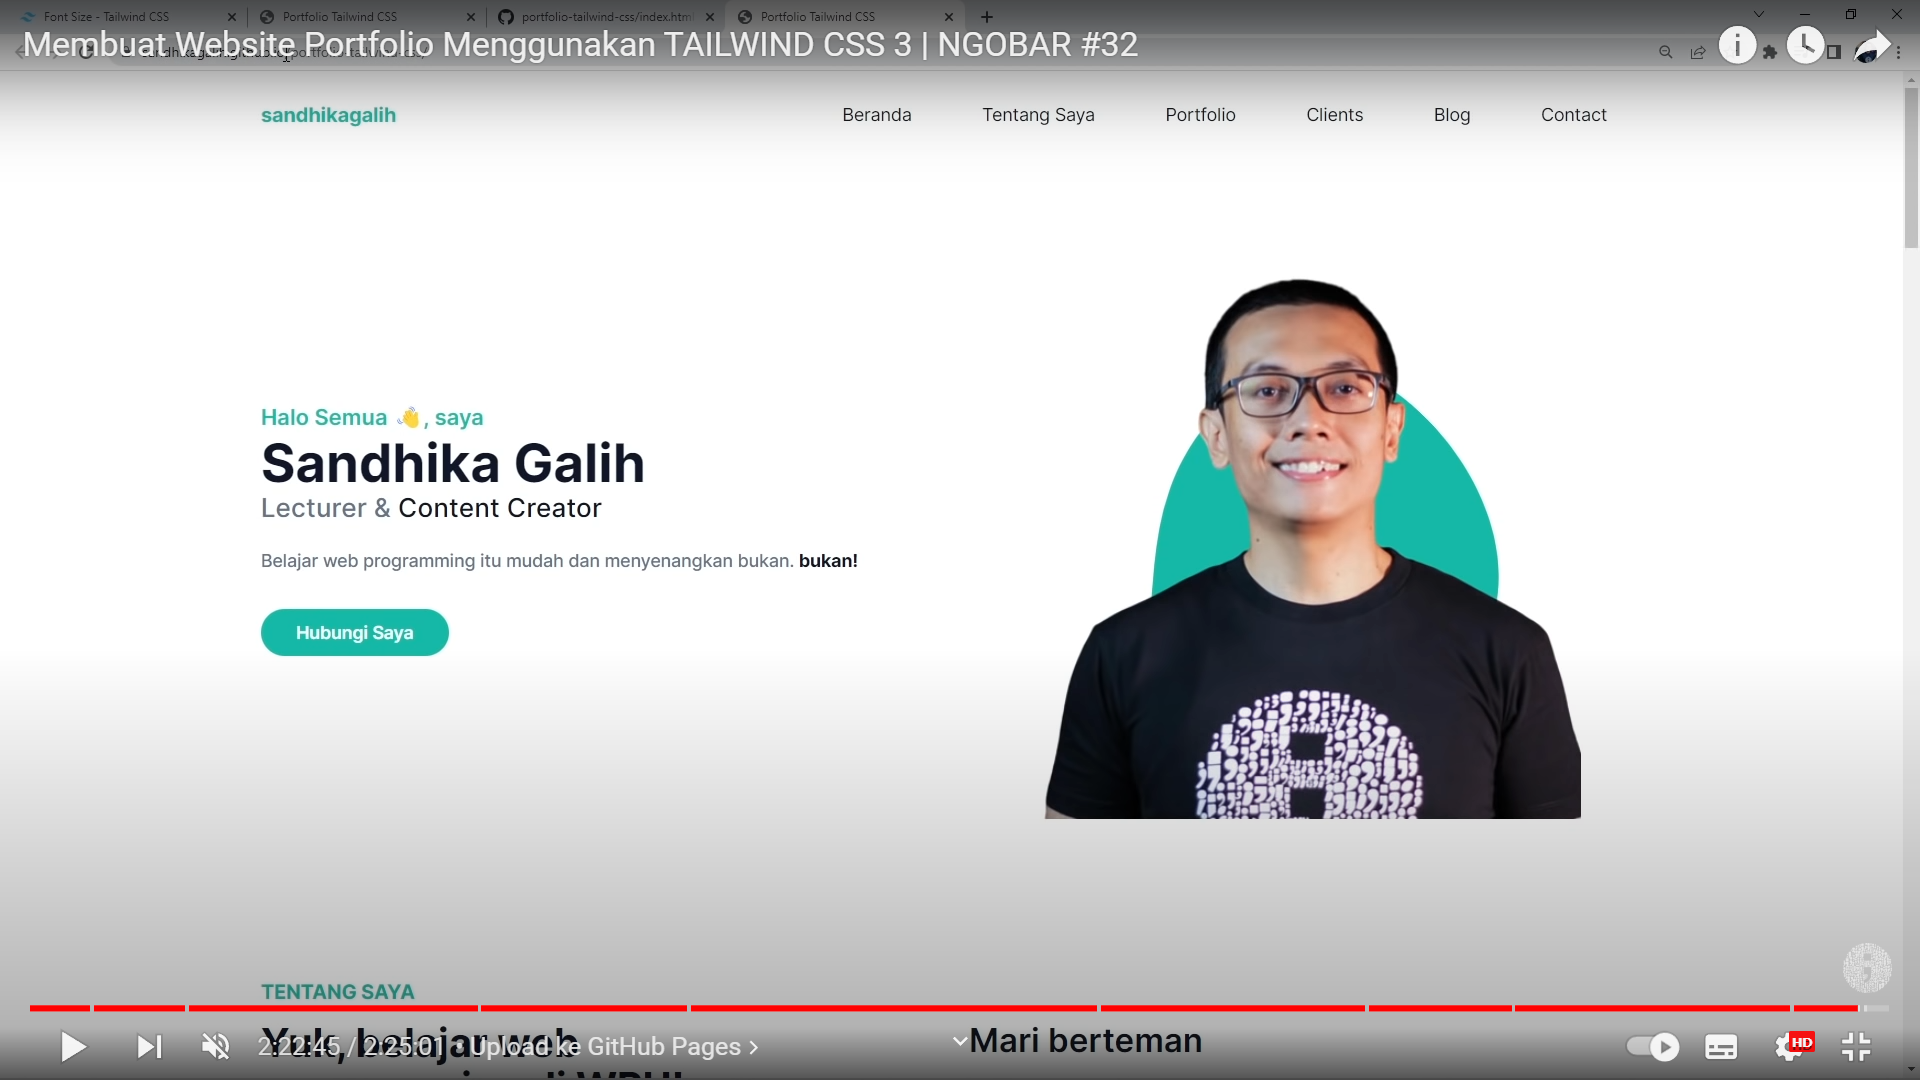 Font Size - Tailwind CSS
Portfolio Tailwind CSS
portfolio-tailwind-css/index.html
Portfolio Tailwind CSS
Membuat Website Portfolio Menggunakan TAILWIND CSS 3 | NGOBAR #32
sandhikagalih
Beranda
Tentang Saya
Portfolio
Clients
Blog
Contact
Halo Semua 👋, saya
Sandhika Galih
Lecturer & Content Creator
Belajar web programming itu mudah dan menyenangkan bukan. bukan!
Hubungi Saya
TENTANG SAYA
Yuk, belajar web
Mari berteman
2:22:45 / 2:25:01 • Upload ke GitHub Pages
HD